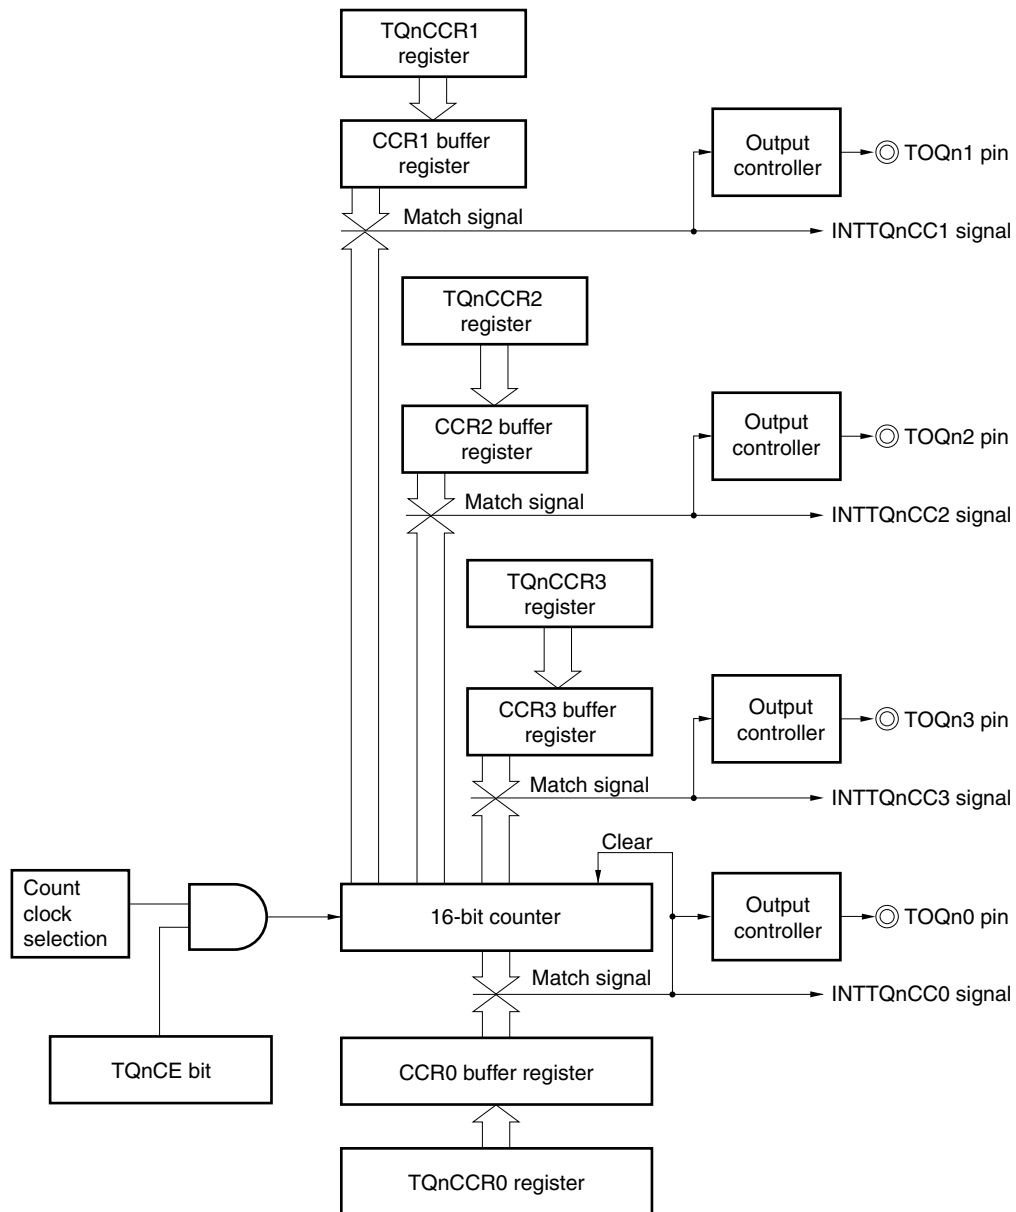 TQnCCR1
register
CCR1 buffer
register
Match signal
Output
controller
TOQn1 pin
INTTQnCC1 signal
TQnCCR2
register
CCR2 buffer
register
Match signal
Output
controller
TOQn2 pin
INTTQnCC2 signal
TQnCCR3
register
CCR3 buffer
register
Match signal
Output
controller
TOQn3 pin
INTTQnCC3 signal
Clear
Count
clock
selection
16-bit counter
Output
controller
TOQn0 pin
Match signal
INTTQnCC0 signal
TQnCE bit
CCR0 buffer register
TQnCCR0 register